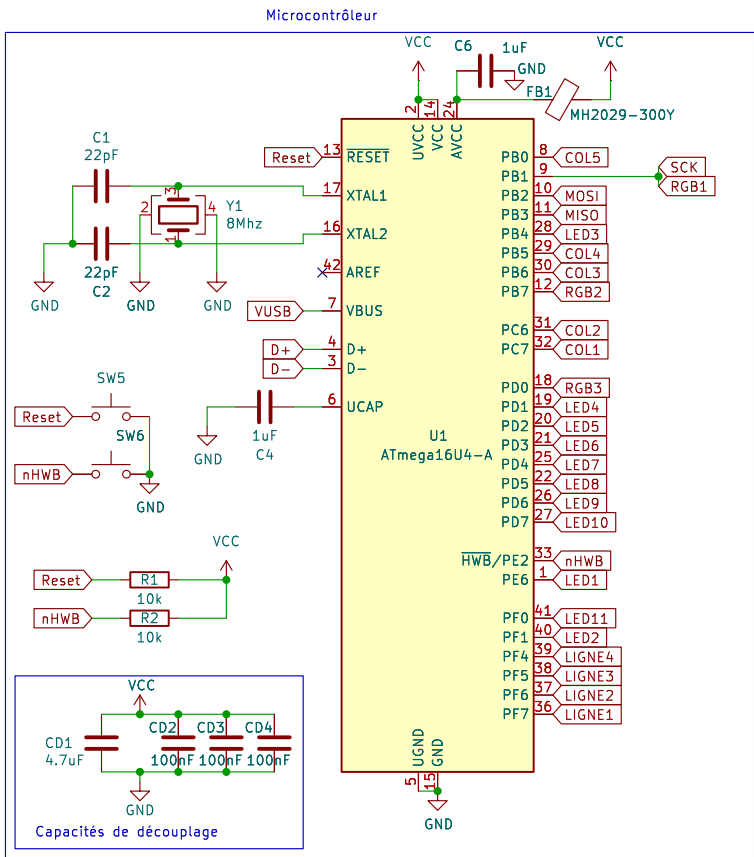 Microcontrôleur
VCC
C6
1uF
GND
VCC
FB1
MH2029-300Y
2
14
24
UVCC
VCC
AVCC
C1
22pF
Reset
13
RESET
PB0
8
COL5
PB1
9
SCK
RGB1
3
2
4
1
Y1
8Mhz
17
XTAL1
PB2
10
MOSI
PB3
11
MISO
16
XTAL2
PB4
28
LED3
PB5
29
COL4
22pF
C2
GND
GND
GND
42
AREF
PB6
30
COL3
PB7
12
RGB2
VUSB
7
VBUS
PC6
31
COL2
D+
4
D+
PC7
32
COL1
D-
3
D-
PD0
18
RGB3
SW5
Reset
SW6
nHWB
GND
GND
1uF
C4
6
UCAP
PD1
19
LED4
PD2
20
LED5
U1
ATmega16U4-A
PD3
21
LED6
PD4
25
LED7
PD5
22
LED8
PD6
26
LED9
PD7
27
LED10
HWB/PE2
33
nHWB
PE6
1
LED1
VCC
Reset
R1
10k
nHWB
R2
10k
PF0
41
LED11
PF1
40
LED2
PF4
39
LIGNE4
PF5
38
LIGNE3
PF6
37
LIGNE2
PF7
36
LIGNE1
UGND
GND
5
15
GND
VCC
CD1
4.7uF
CD2
100nF
CD3
100nF
CD4
100nF
GND
Capacités de découplage